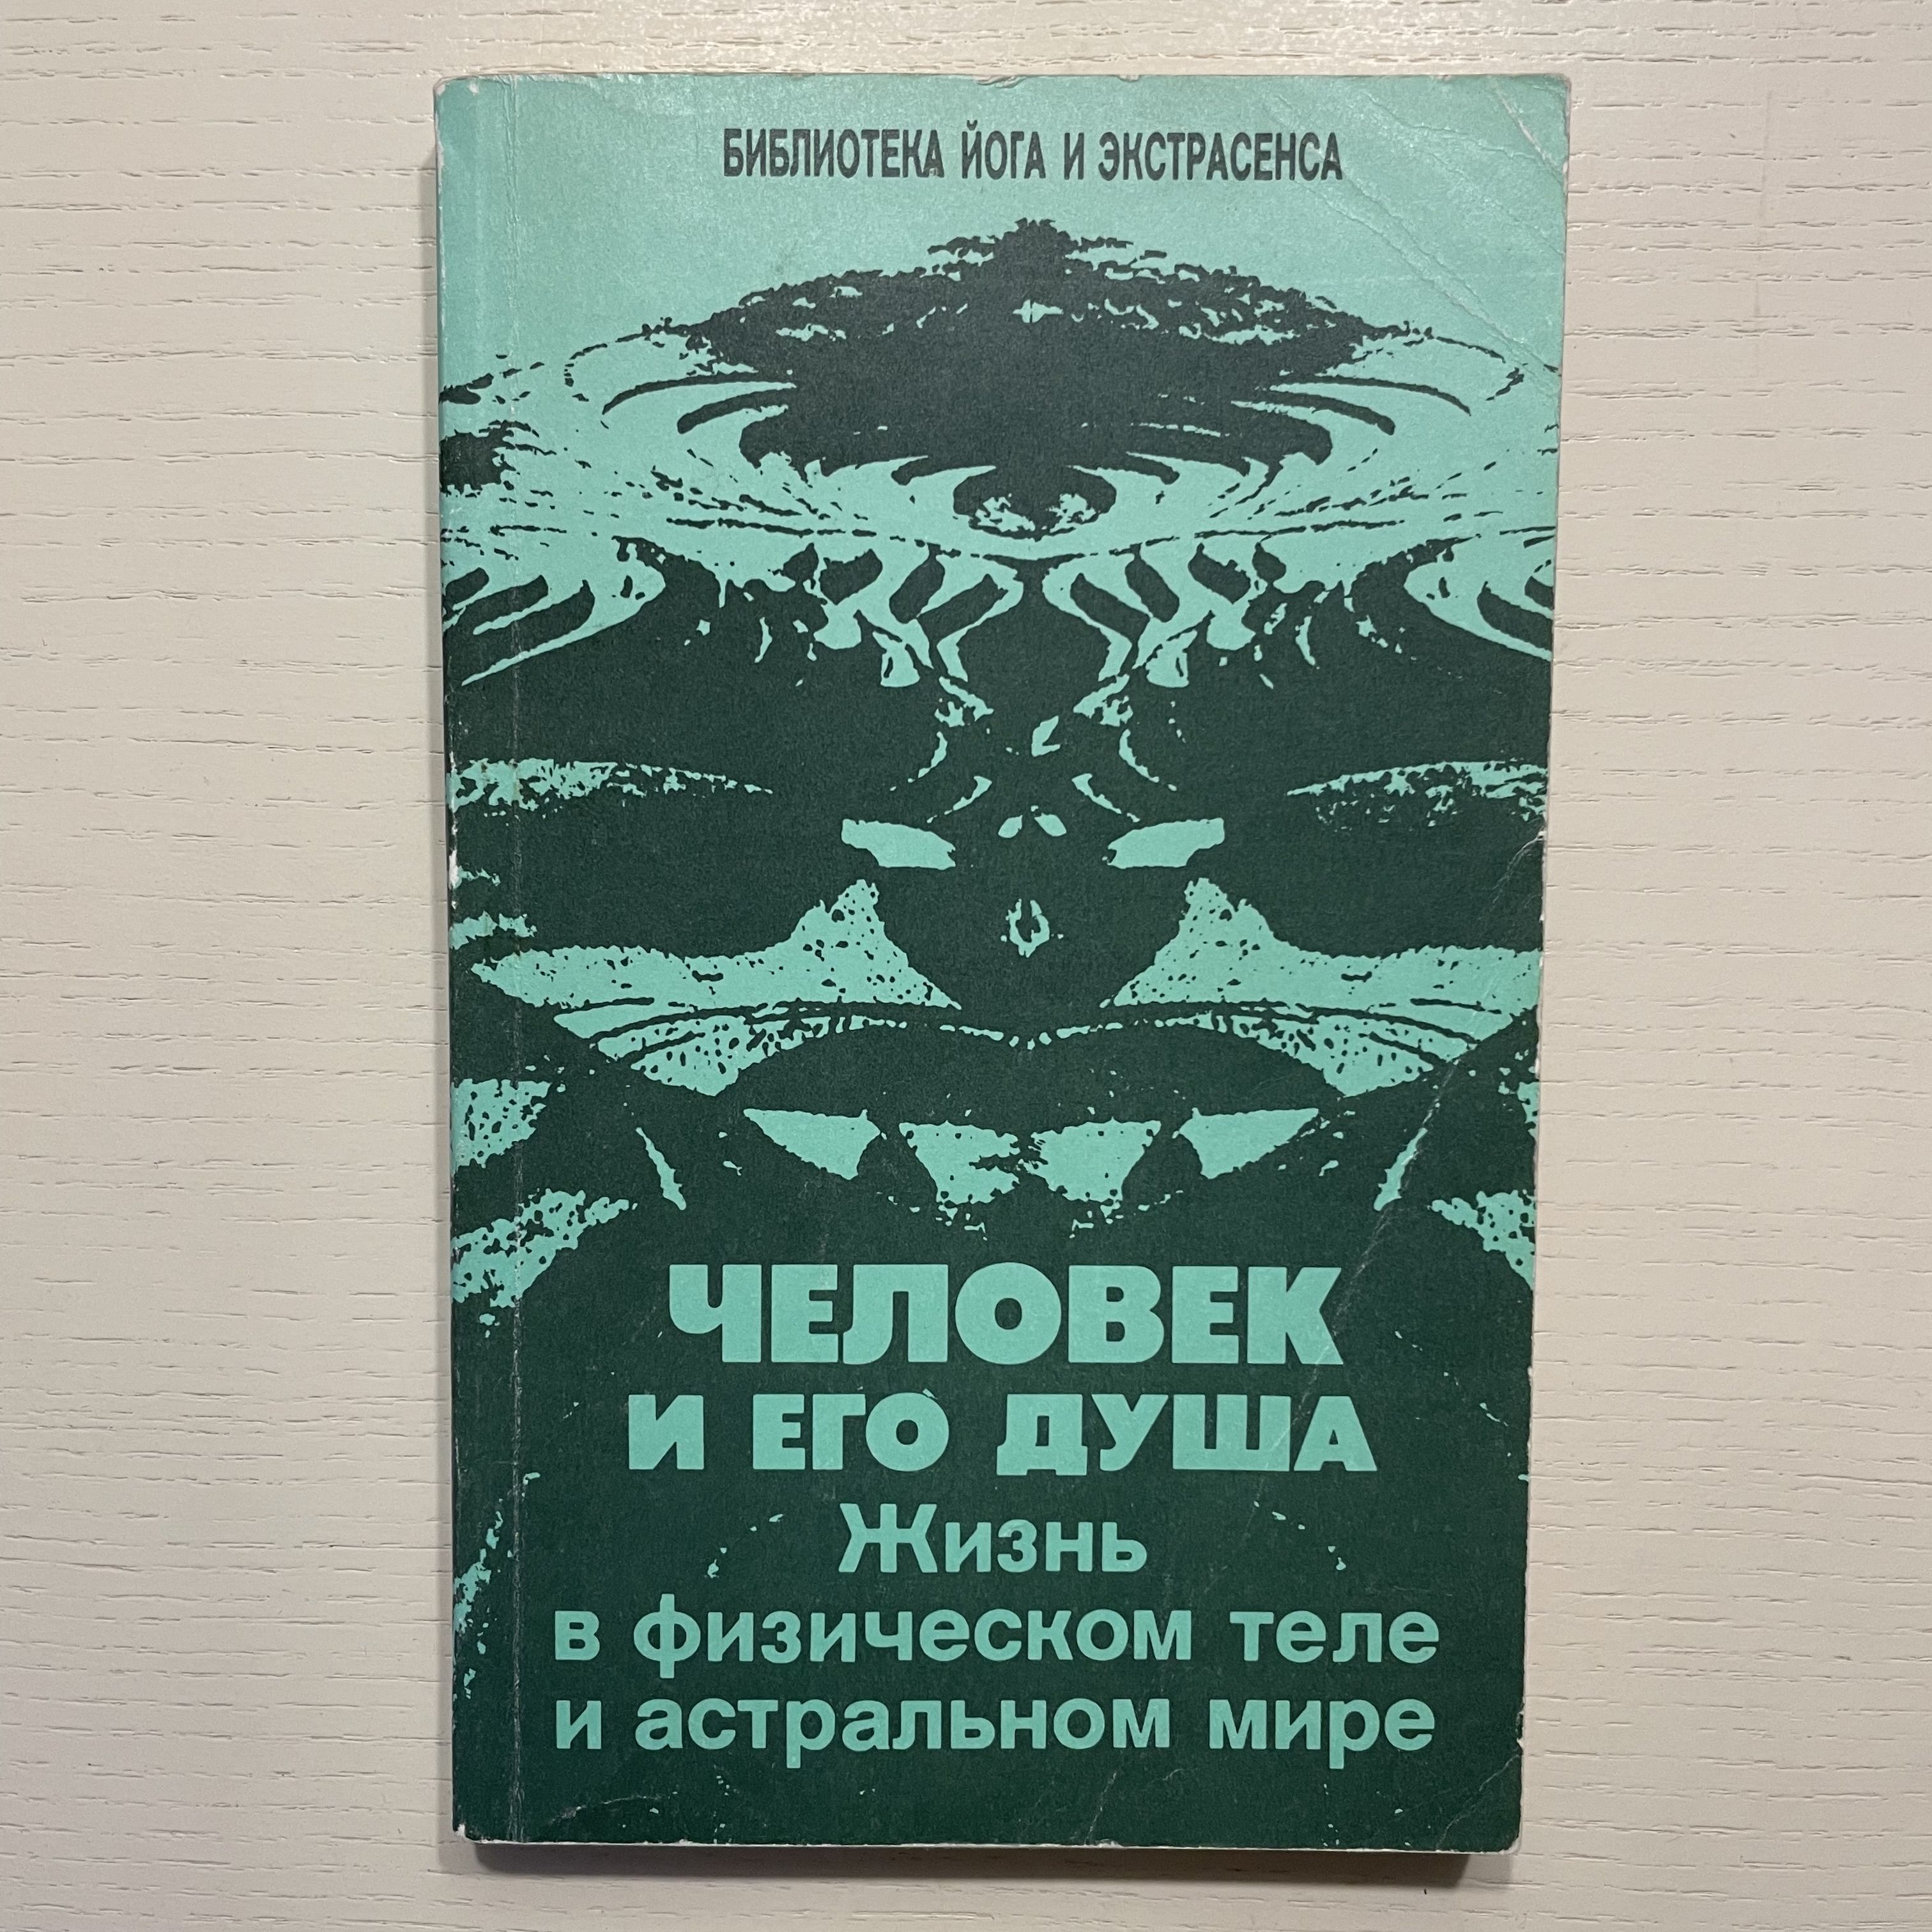 БИБЛИОТЕКА ЙОГА И ЭКСТРАСЕНСА
ЧЕЛОВЕК
И ЕГО ДУША
Жизнь
в физическом теле
и астральном мире